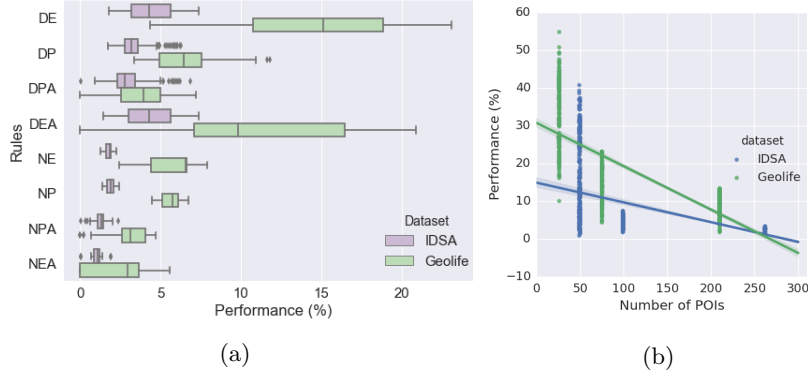 DE
DP
DPA
DEA
NE
NP
NPA
NEA
Rules
0 5 10 15 20
Performance (%)
Dataset
IDSA
Geolife
(a)
60
50
40
30
20
10
0
−10
Performance (%)
0 50 100 150 200 250 300
Number of POIs
dataset
IDSA
Geolife
(b)